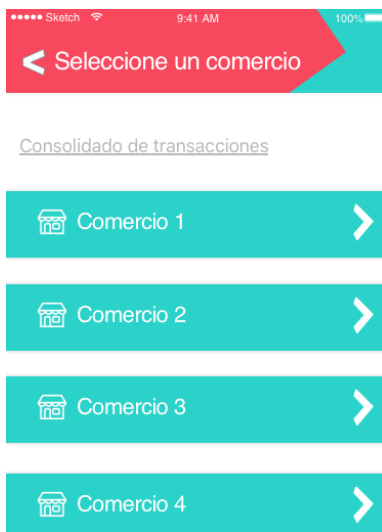 Sketch 9:41 AM 100%
Seleccione un comercio
Consolidado de transacciones
Comercio 1
Comercio 2
Comercio 3
Comercio 4